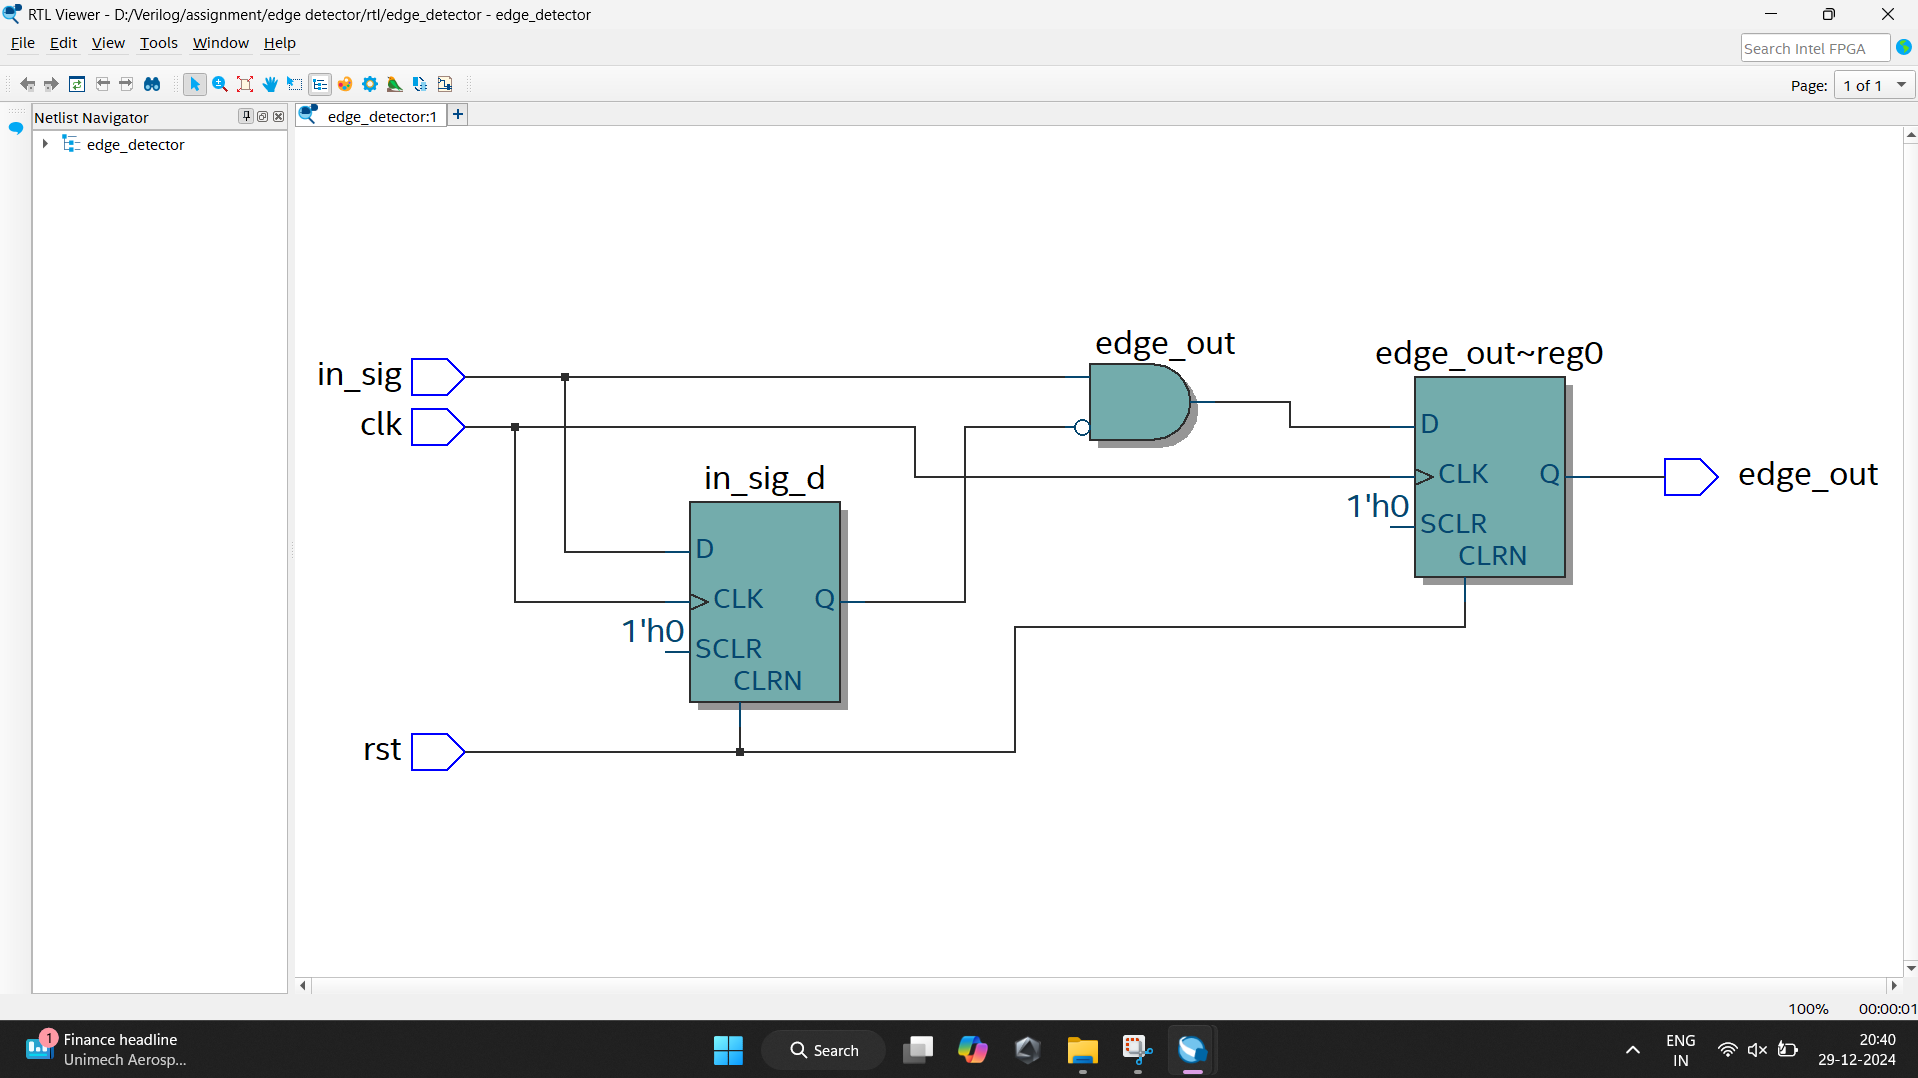 RTL Viewer - D:/Verilog/assignment/edge detector/rtl/edge_detector - edge_detector
File Edit View Tools Window Help
Search Intel FPGA
Page: 1 of 1
Netlist Navigator
edge_detector:1
+
edge_detector
edge_out
edge_out~reg0
in_sig
clk
D
CLK
Q
1'h0
SCLR
CLRN
edge_out
in_sig_d
D
CLK
Q
1'h0
SCLR
CLRN
rst
100% 00:00:01
1
Finance headline
Unimech Aerosp...
Search
ENG
IN
20:40
29-12-2024